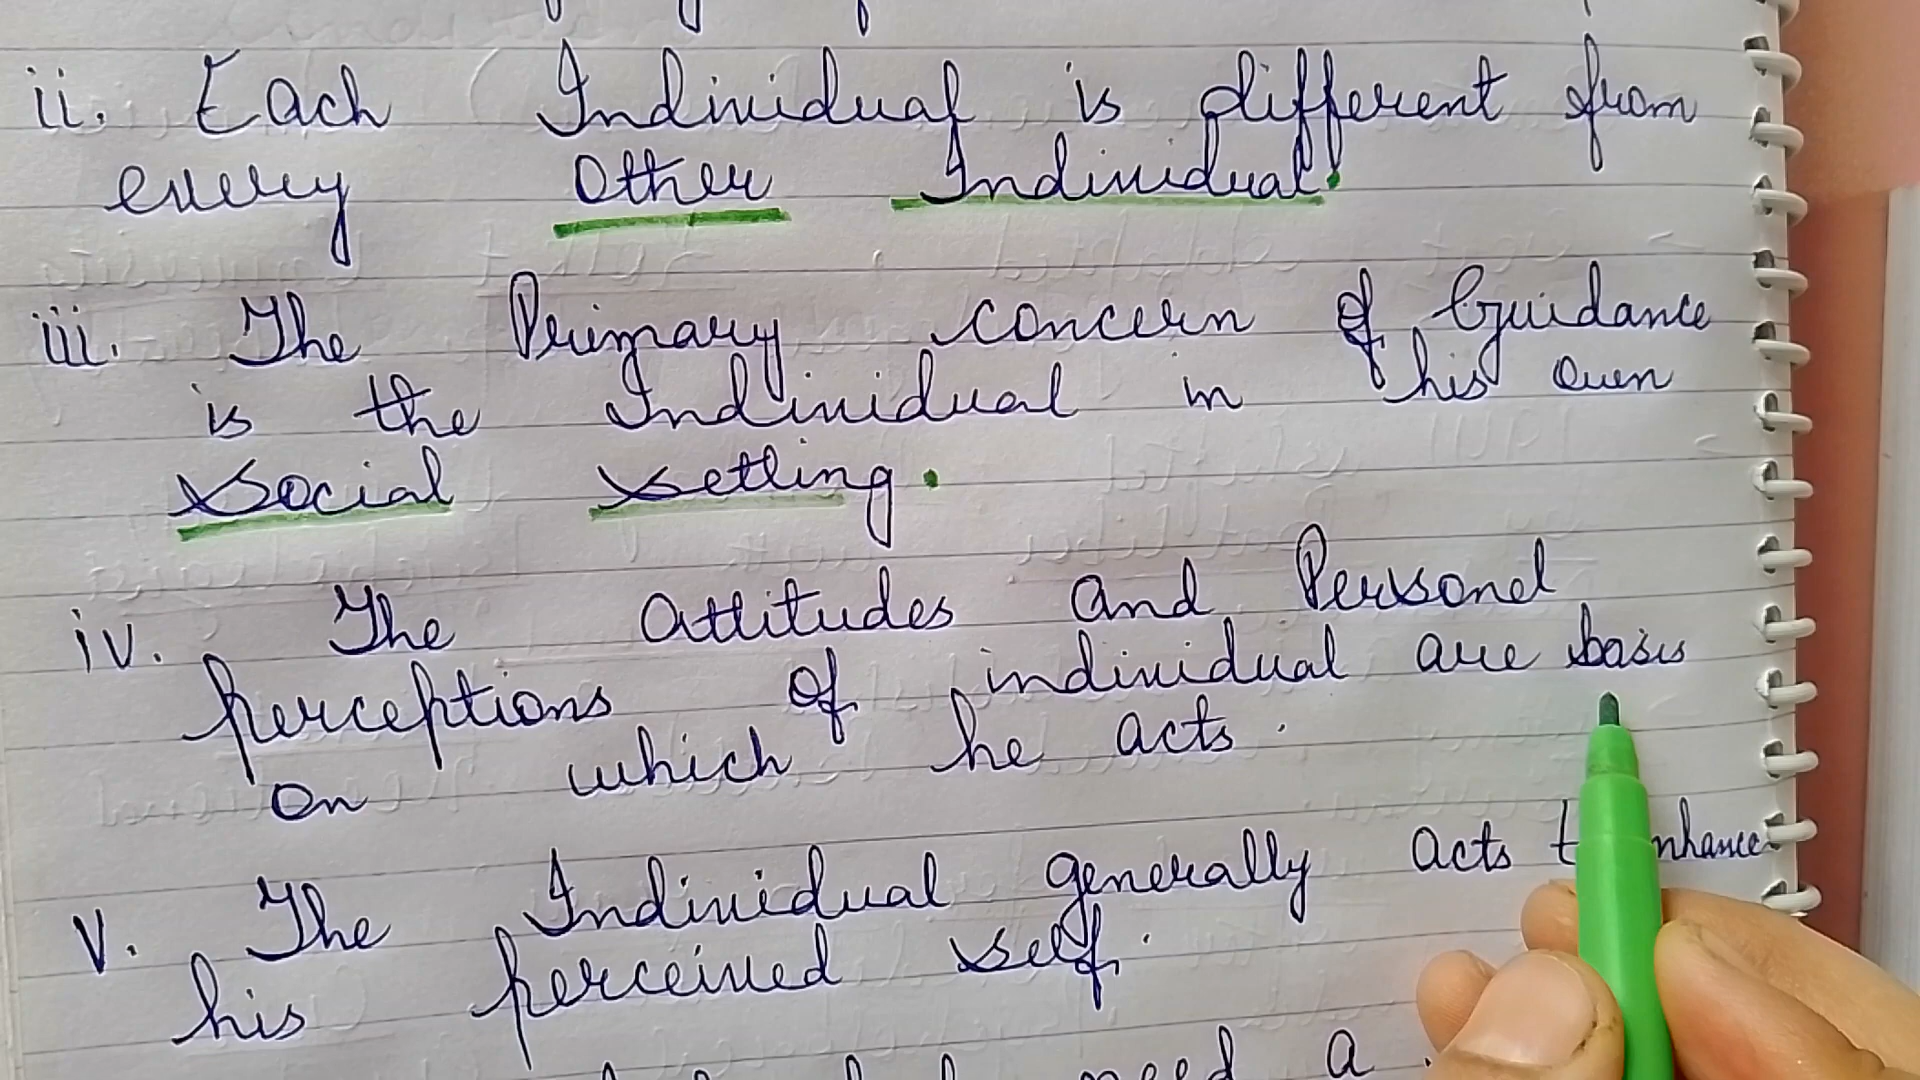 ii. Each Individual is different from
every Other Individual.
iii. The Primary concern of Guidance
is the Individual in his own
Social setting.
iv. The attitudes and Personel
perceptions of individual are basis
on which he acts.
V. The Individual generally acts enhance
his perceived self.
need a